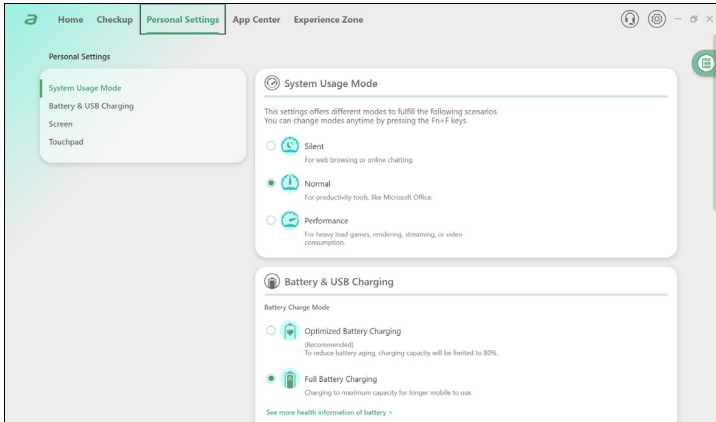 a Home Checkup Personal Settings App Center Experience Zone
Personal Settings
System Usage Mode
Battery & USB Charging
Screen
Touchpad
System Usage Mode
This settings offers different modes to fulfill the following scenarios.
You can change modes anytime by pressing the Fn+F keys.
Silent
For web browsing or online chatting.
Normal
For productivity tools, like Microsoft Office.
Performance
For heavy load games, rendering, streaming, or video
consumption.
Battery & USB Charging
Battery Charge Mode
Optimized Battery Charging
(Recommended)
To reduce battery aging, charging capacity will be limited to 80%.
Full Battery Charging
Charging to maximum capacity for longer mobile to use.
See more health information of battery >